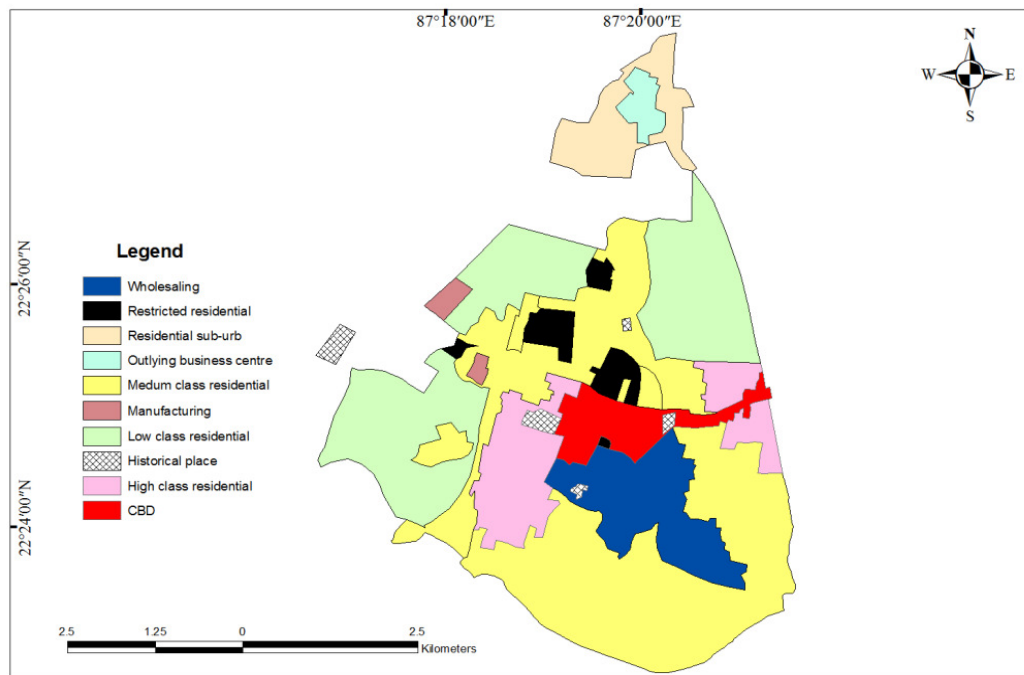 87°18'00"E 87°20'00"E
N
W E
S
22°26'00"N
22°24'00"N
Legend
Wholesaling
Restricted residential
Residential sub-urb
Outlying business centre
Medum class residential
Manufacturing
Low class residential
Historical place
High class residential
CBD
2.5 1.25 0 2.5
Kilometers